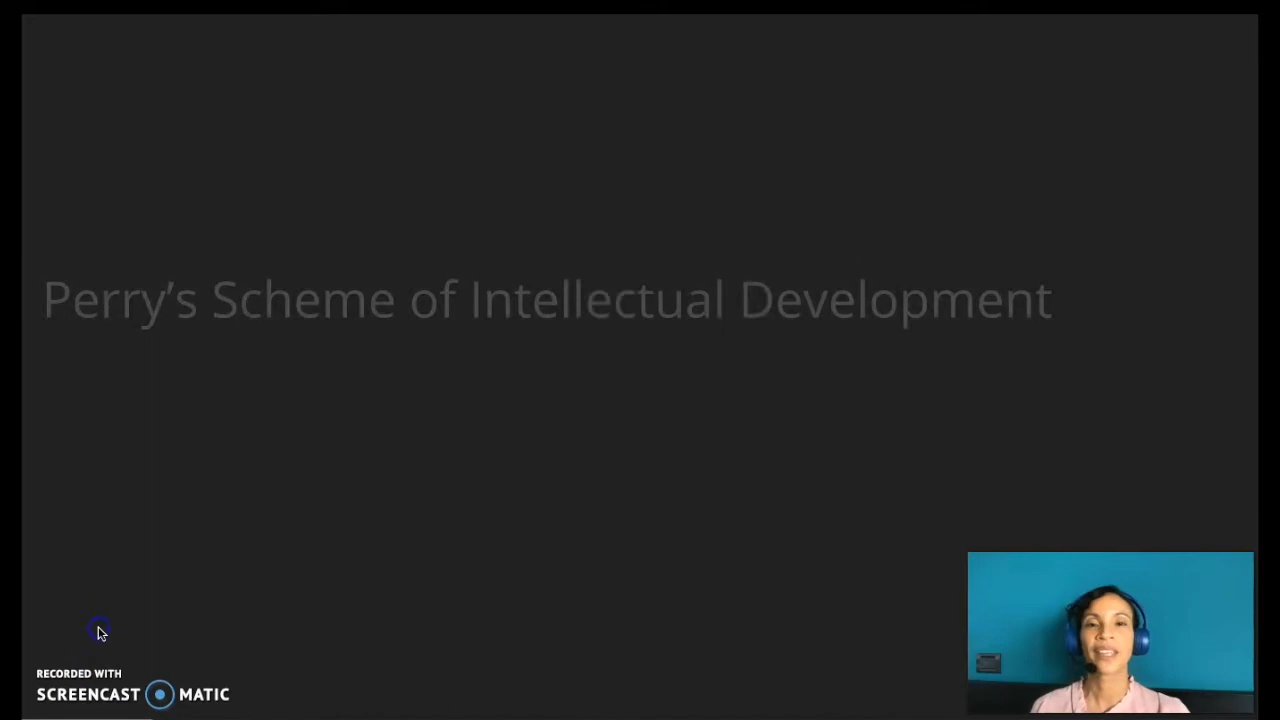 Perry’s Scheme of Intellectual Development
RECORDED WITH
SCREENCAST MATIC